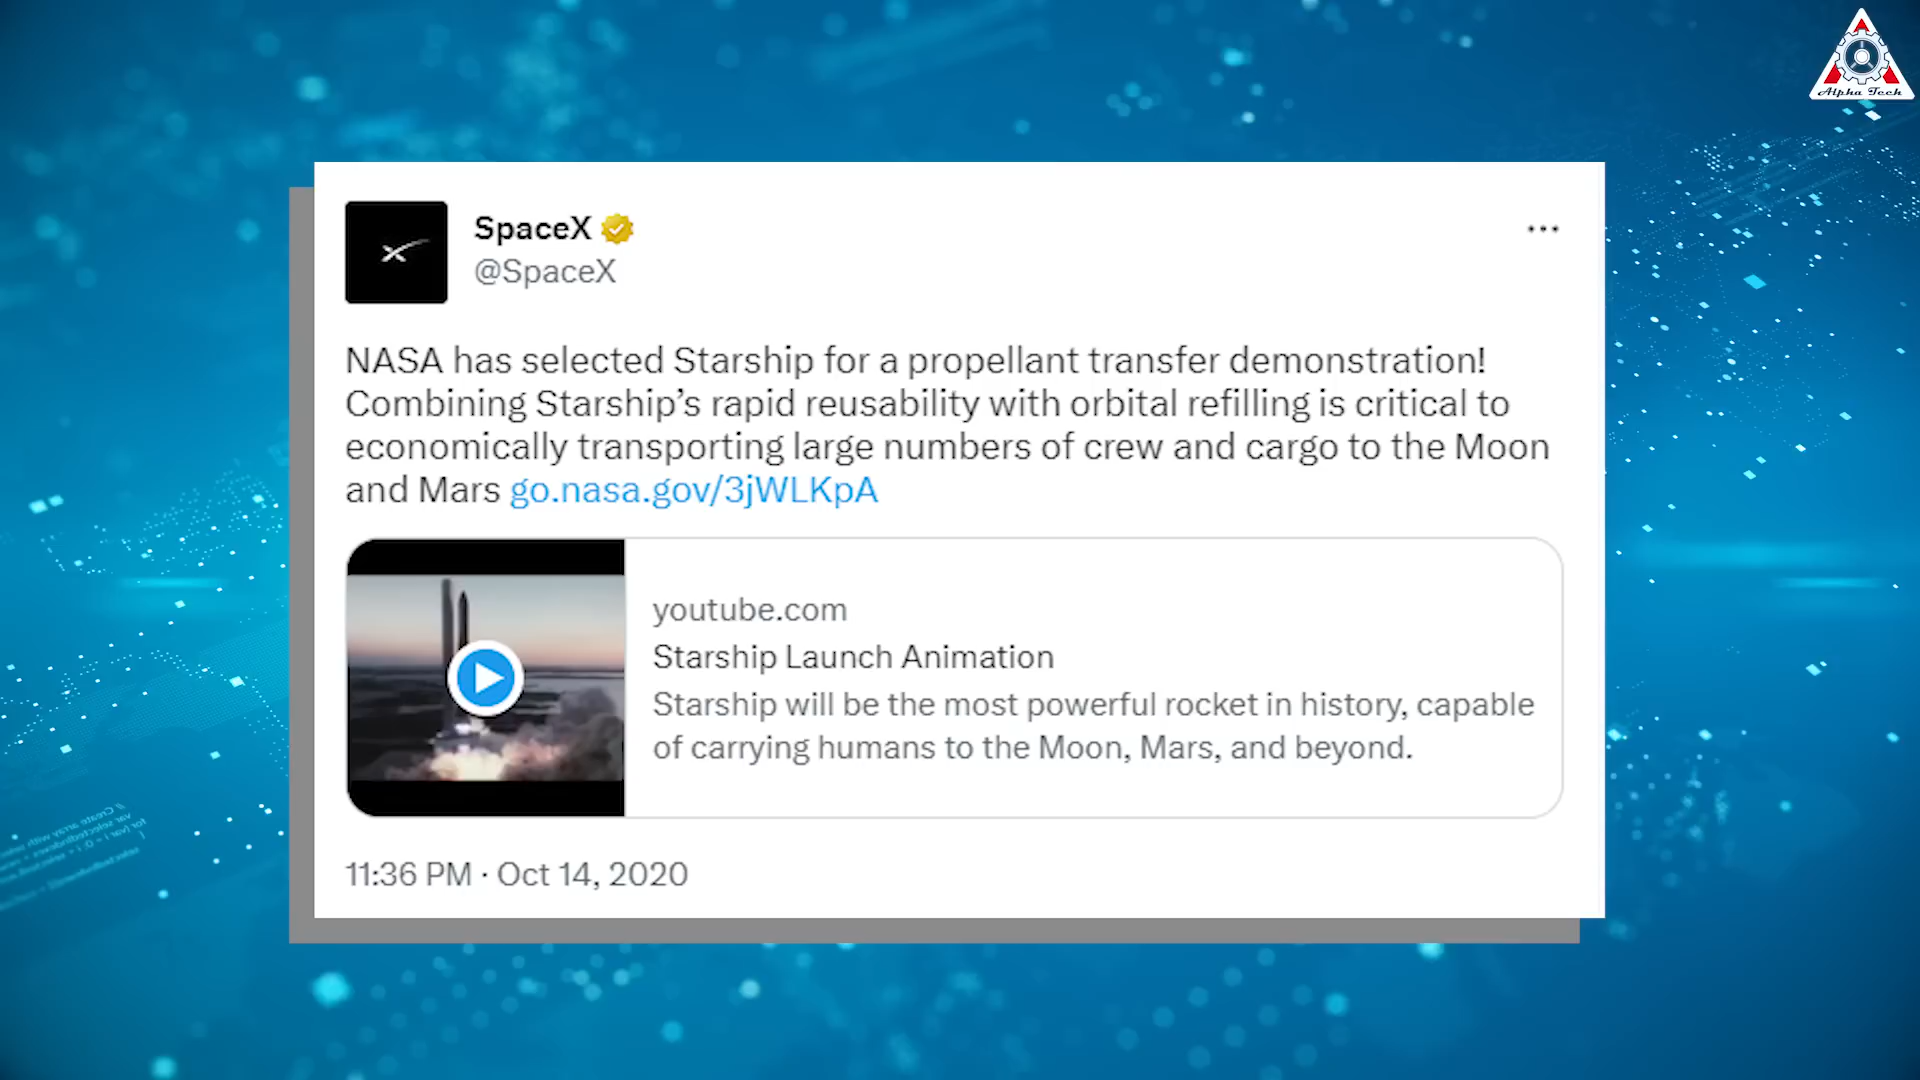 Alpha Tech
SpaceX
@SpaceX
NASA has selected Starship for a propellant transfer demonstration!
Combining Starship’s rapid reusability with orbital refilling is critical to
economically transporting large numbers of crew and cargo to the Moon
and Mars go.nasa.gov/3jWLKpA
youtube.com
Starship Launch Animation
Starship will be the most powerful rocket in history, capable
of carrying humans to the Moon, Mars, and beyond.
11:36 PM · Oct 14, 2020